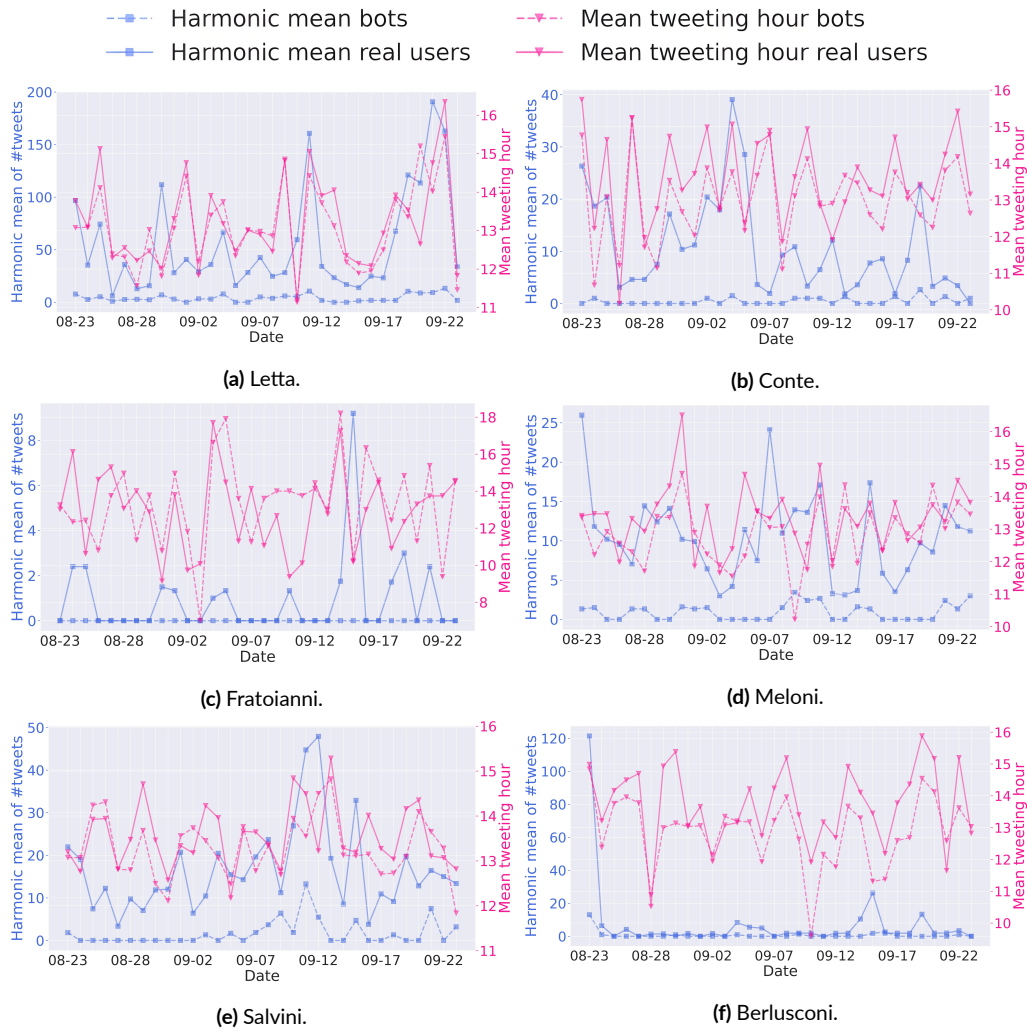 Harmonic mean bots
Harmonic mean real users
Mean tweeting hour bots
Mean tweeting hour real users
Harmonic mean of #tweets
200
150
100
50
0
08-23 08-28 09-02 09-07 09-12 09-17 09-22
Date
16
15
14
13
12
11
Mean tweeting hour
(a) Letta.
Harmonic mean of #tweets
40
30
20
10
0
08-23 08-28 09-02 09-07 09-12 09-17 09-22
Date
16
15
14
13
12
11
10
Mean tweeting hour
(b) Conte.
Harmonic mean of #tweets
8
6
4
2
0
08-23 08-28 09-02 09-07 09-12 09-17 09-22
Date
18
16
14
12
10
8
Mean tweeting hour
(c) Fratoianni.
Harmonic mean of #tweets
25
20
15
10
5
0
08-23 08-28 09-02 09-07 09-12 09-17 09-22
Date
16
15
14
13
12
11
10
Mean tweeting hour
(d) Meloni.
Harmonic mean of #tweets
50
40
30
20
10
0
08-23 08-28 09-02 09-07 09-12 09-17 09-22
Date
16
15
14
13
12
11
Mean tweeting hour
(e) Salvini.
Harmonic mean of #tweets
120
100
80
60
40
20
0
08-23 08-28 09-02 09-07 09-12 09-17 09-22
Date
16
15
14
13
12
11
10
Mean tweeting hour
(f) Berlusconi.